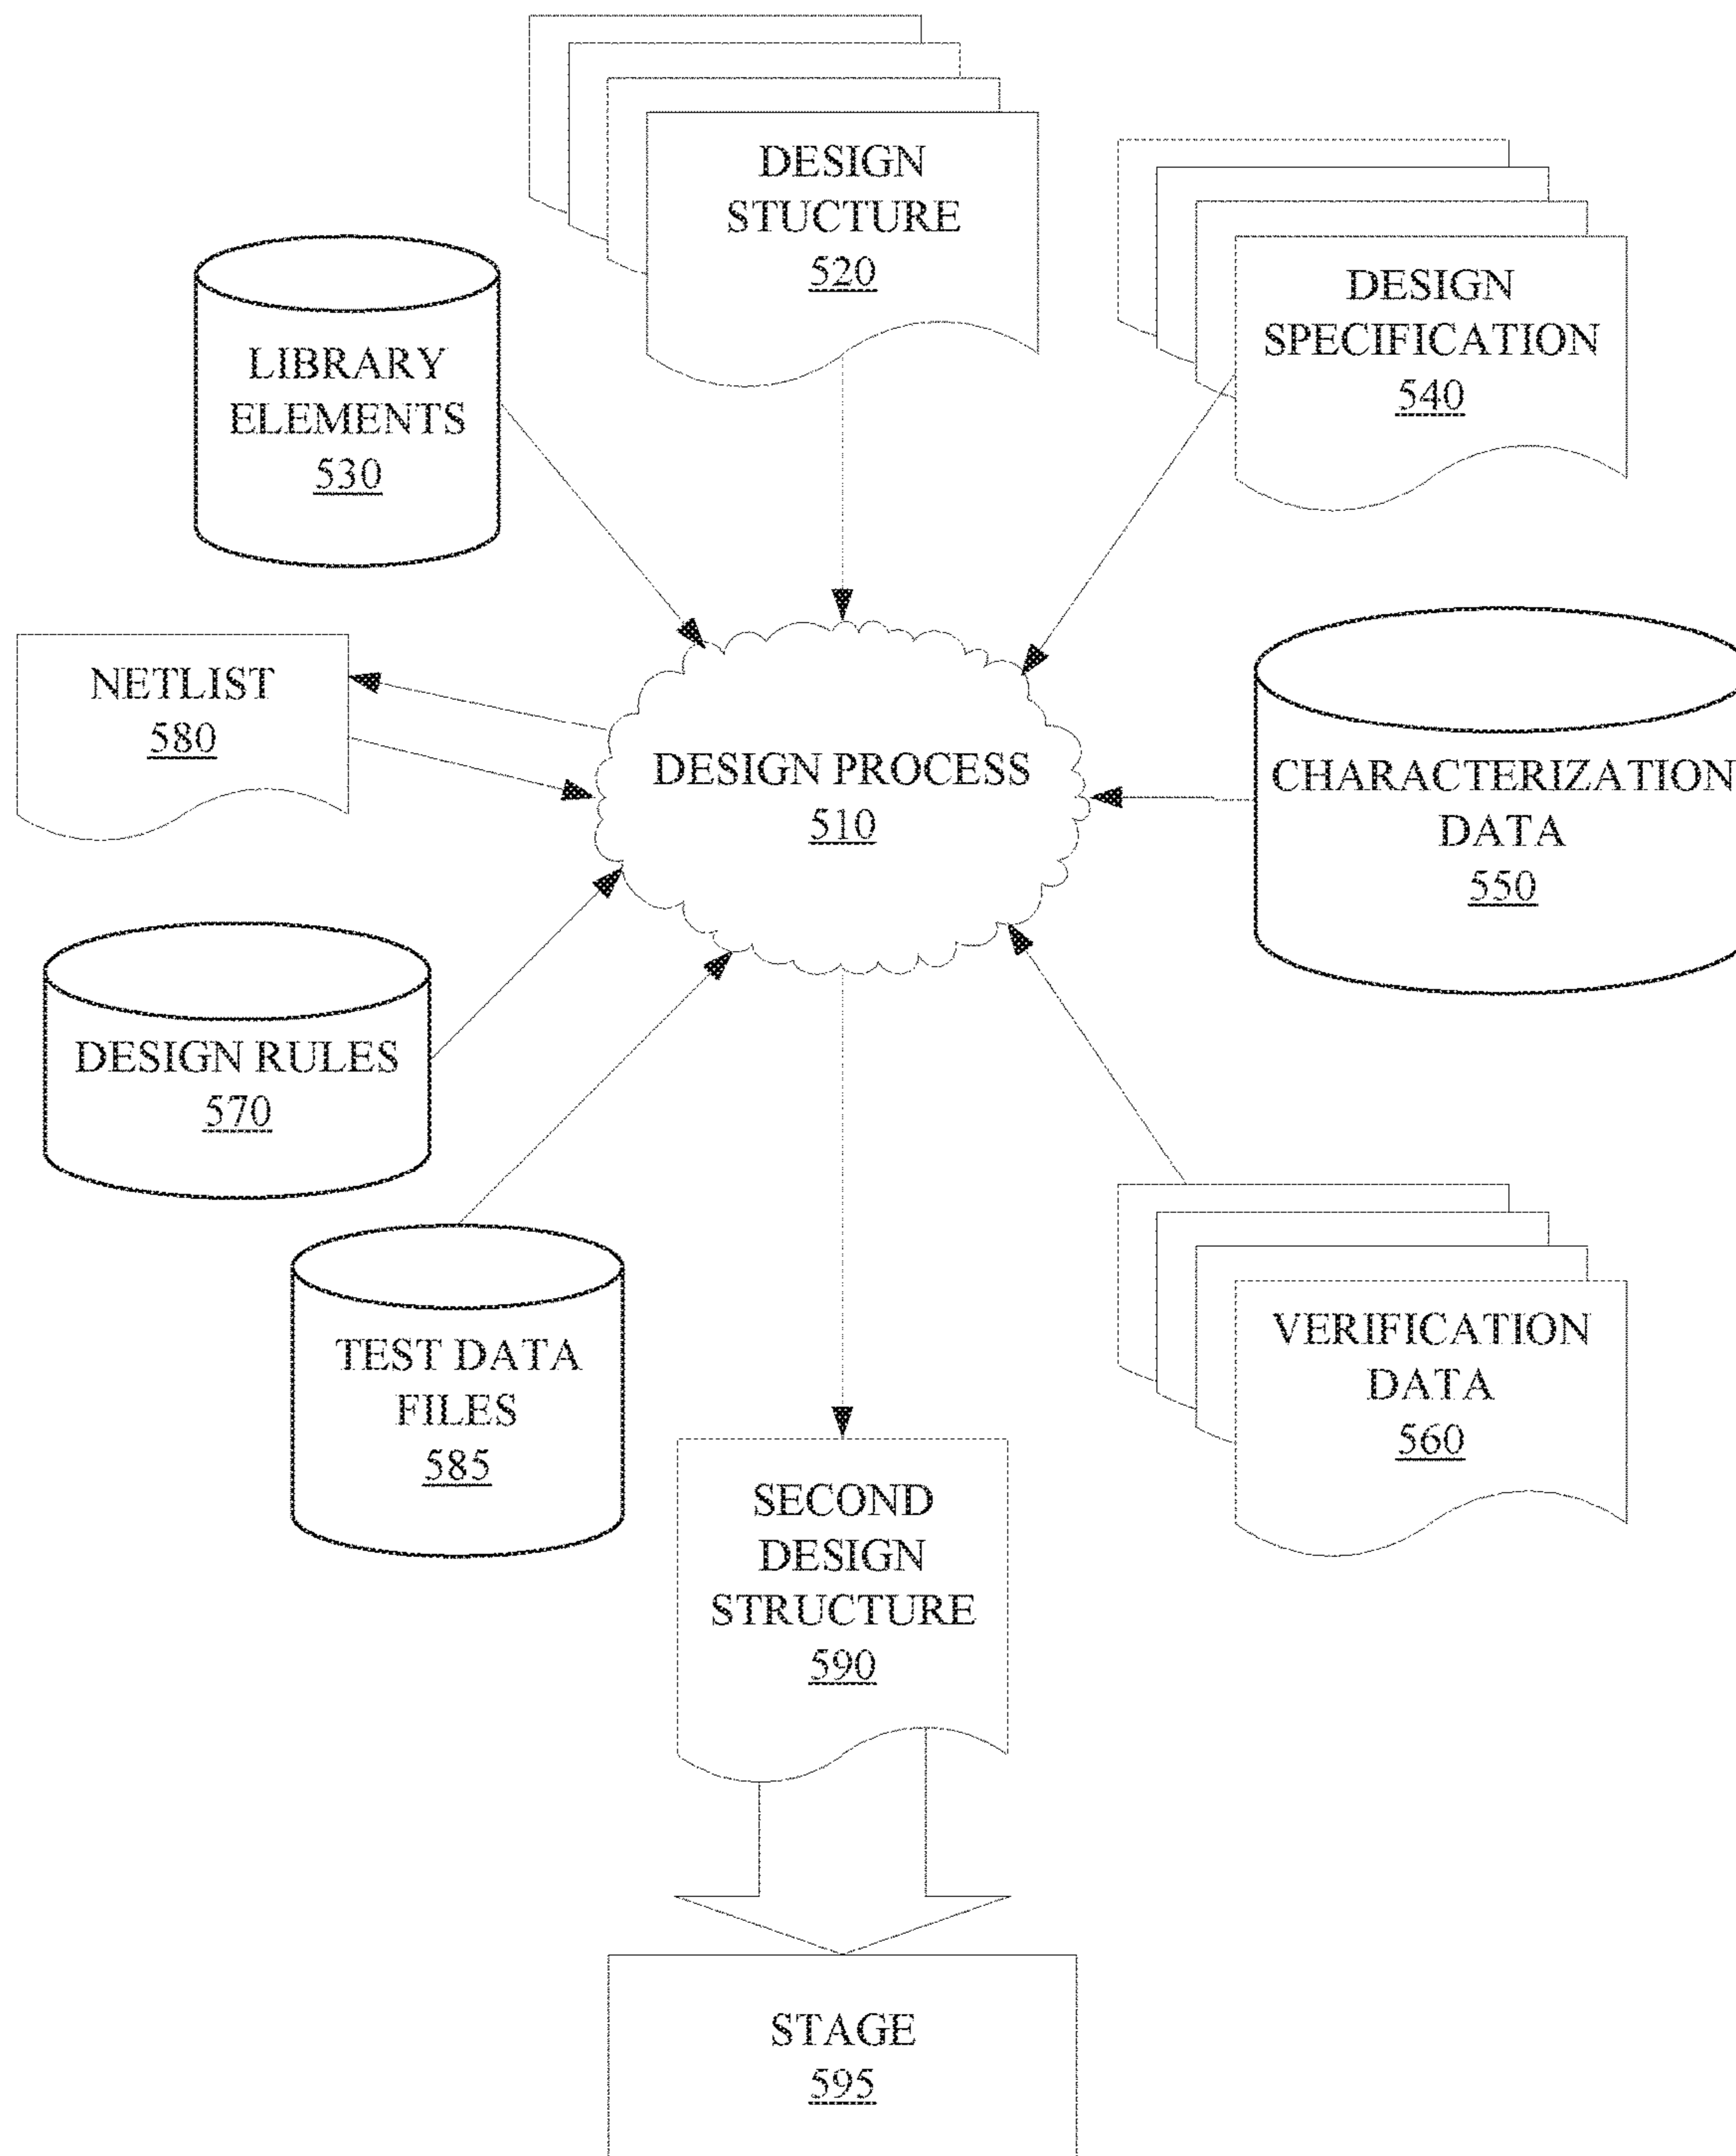 DESIGN
STUCTURE
520
DESIGN
SPECIFICATION
540
LIBRARY
ELEMENTS
530
NETLIST
580
DESIGN PROCESS
510
CHARACTERIZATION
DATA
550
DESIGN RULES
570
TEST DATA
FILES
585
VERIFICATION
DATA
560
SECOND
DESIGN
STRUCTURE
590
STAGE
595